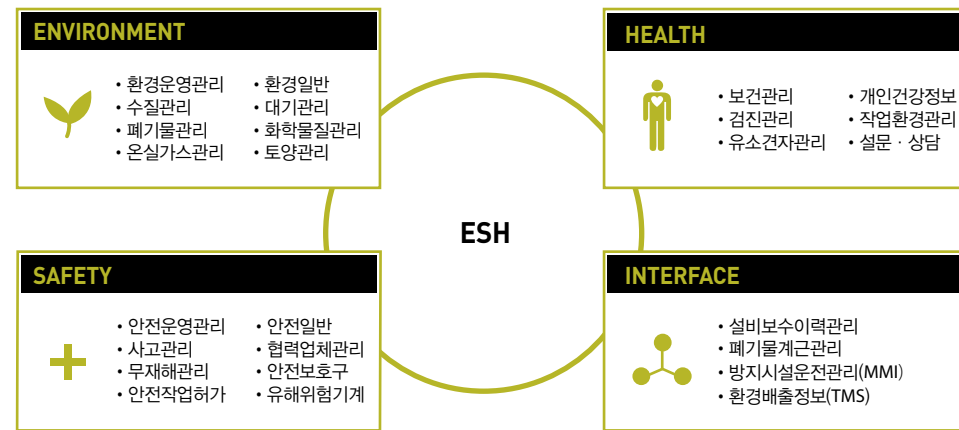 ENVIRONMENT
• 환경운영관리
• 수질관리
• 폐기물관리
• 온실가스관리
• 환경일반
• 대기관리
• 화학물질관리
• 토양관리
HEALTH
• 보건관리
• 검진관리
• 유소견자관리
• 개인건강정보
• 작업환경관리
• 설문 · 상담
ESH
SAFETY
• 안전운영관리
• 사고관리
• 무재해관리
• 안전작업허가
• 안전일반
• 협력업체관리
• 안전보호구
• 유해위험기계
INTERFACE
• 설비보수이력관리
• 폐기물계근관리
• 방지시설운전관리(MMI)
• 환경배출정보(TMS)